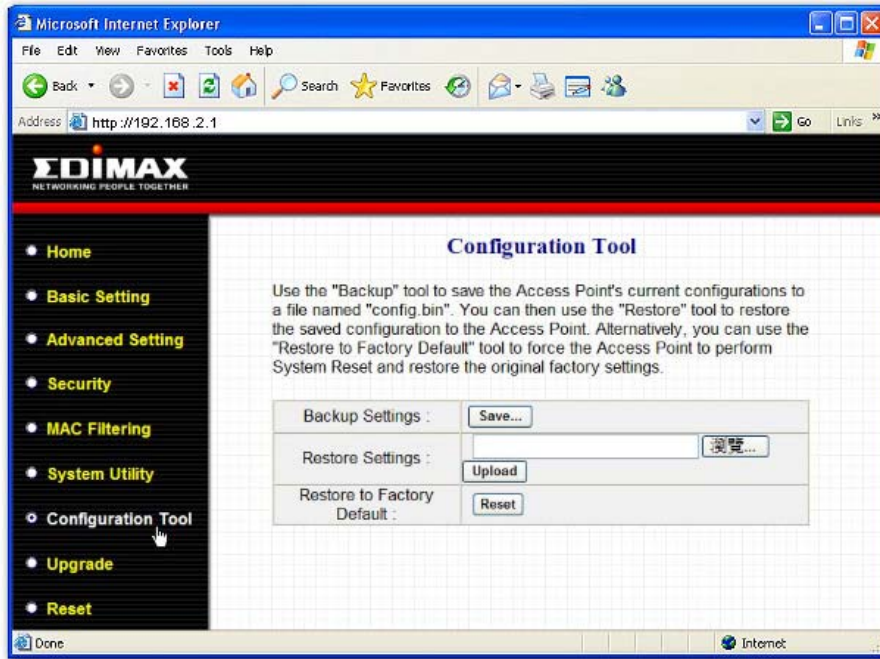 Microsoft Internet Explorer
File Edit View Favorites Tools Help
Back Search Favorites
Address http://192.168.2.1 Go Links »
EDIMAX
NETWORKING PEOPLE TOGETHER
Home
Basic Setting
Advanced Setting
Security
MAC Filtering
System Utility
Configuration Tool
Upgrade
Reset
Configuration Tool
Use the "Backup" tool to save the Access Point's current configurations to
a file named "config.bin". You can then use the "Restore" tool to restore
the saved configuration to the Access Point. Alternatively, you can use the
"Restore to Factory Default" tool to force the Access Point to perform
System Reset and restore the original factory settings.
Backup Settings : Save...
Restore Settings : 瀏覽...
Upload
Restore to Factory
Default : Reset
Done Internet